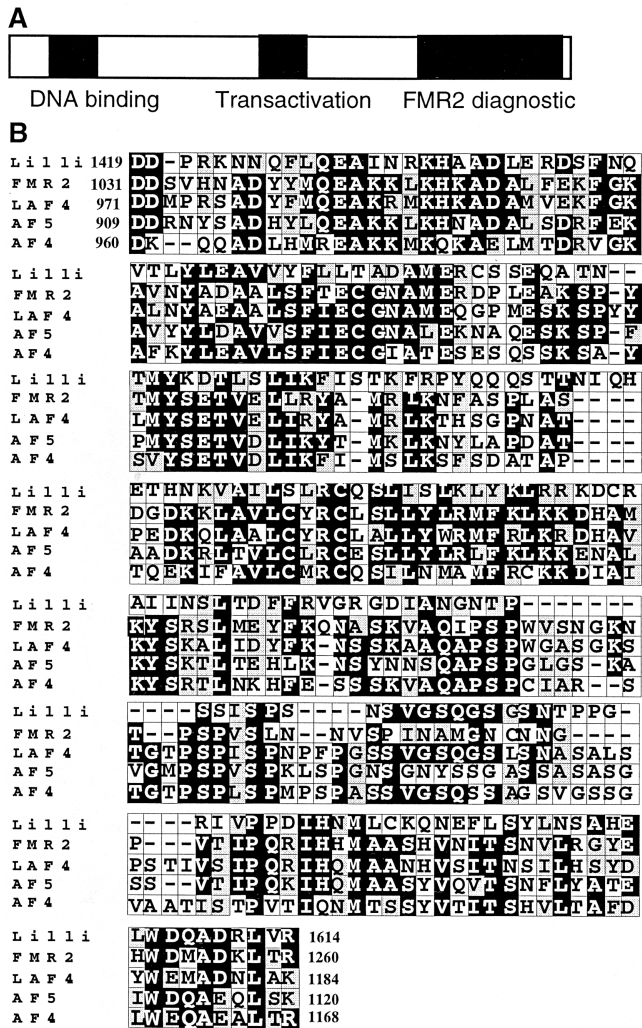 A
DNA binding Transactivation FMR2 diagnostic
B
Lilli 1419 DD-PRKNNQFLQEAINRKHAADLERDSFNQ
FMR2 1031 DDSVHNADYYMQEAKKLKHKADALFEKFGK
LAF4 971 DDMPRSADYFMQEAKRMKHKADAMVEKFGK
AF5 909 DDRNYSADHYLQEAKKLKHNADALSDRFEK
AF4 960 DK--QQADLHMREAKKMKQKAELMTDRVGK
Lilli VTLYLEAVVYFLLTADAMERCSSEQATN--
FMR2 AVNYADAALSFTECGNAMERDPLEAKSPY
LAF4 ALNYAEAALSFIECGNAMEQGPMESKSPYY
AF5 AVYYLDAVVSFIECGNALEKNAQESKSP-F
AF4 AFKYLEAVLSFIECGIATESESQSSKSA-Y
Lilli TMYKDTLSLIKFISTKFRPYQQQSTTNIQH
FMR2 TMYSETVELLRYA-MRLKNFASPLAS----
LAF4 LMYSETVELIRYA-MRLKTHSGPNAT----
AF5 PMYSETVDLIKYT-MKLKNYLAPDAT----
AF4 SVYSETVDLIKFI-MSLKSFSDATAP----
Lilli ETHNKVAILSLRCQSLISLKLYKLRRKDCR
FMR2 DGDKKLAVLCYRCLSLLYLRMFKLKKDHAM
LAF4 PEDKQLAALCYRCLALLYWRMFRLKRDHAV
AF5 AADKRLTVLCLRCESLLYLRLFKLKKENAL
AF4 TQEKIFAVLCMRCQSILNMAMFRCKKDIAI
Lilli AIINSLTDFFRVGRGDIANGNTP-------
FMR2 KYSRSLMEYFKQNASKVAQIPSPWVSNGKN
LAF4 KYSKALIDYFK-NSSKAAQAPSPWGASGKS
AF5 KYSKTLTEHLK-NSYNNSQAPSPGLGS-KA
AF4 KYSRTLNKHFE-SSSKVAQAPSPCIAR--S
Lilli ----SSISPS----NSVGSQGSGSNTPPG-
FMR2 T--PSPVSLN--NVSPINAMGNCNNG----
LAF4 TGTPSPISPNPFPGSSVGSQGSLSNASALS
AF5 VGMPSPVSPKLSPGNSGNYSSGASSASASG
AF4 TGTPSPLSPMPSPASSVGSQSSAGSVGSSG
Lilli ----RIVPPDIHNMLCKQNEFLSYLNSAHE
FMR2 P---VTIPQRIHHMAASHVNITSNVLRGYE
LAF4 PSTIVSIPQRIHQMAANHVSITNSILHSYD
AF5 SS--VTIPQKIHQMAASYVQVTSNFLYATE
AF4 VAATISTPVTIQNMTSSYVTITSHVLTAFD
Lilli LWDQADRLVR 1614
FMR2 HWDMADKLTR 1260
LAF4 YWEMADNLAK 1184
AF5 IWDQAEQLSK 1120
AF4 LWEQAEALTR 1168